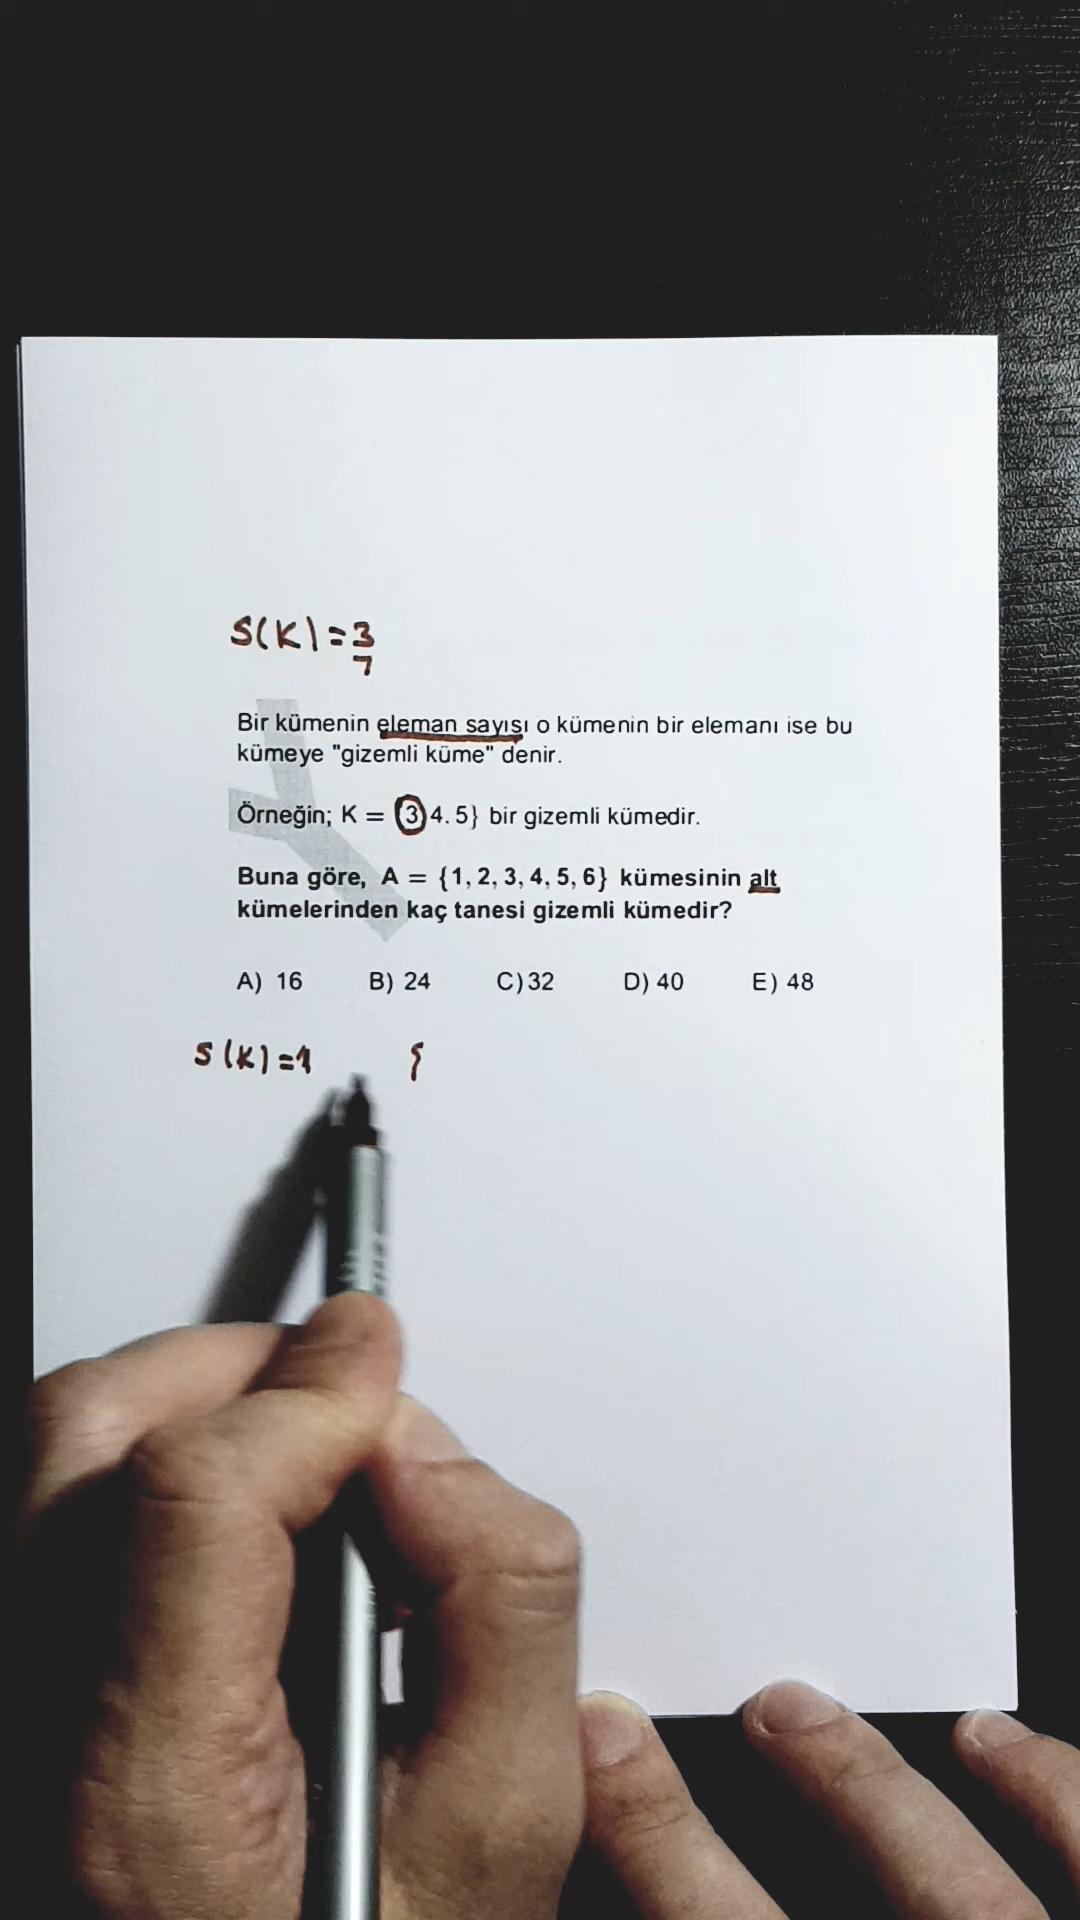 S(K)=3
7
Bir kümenin eleman sayısı o kümenin bir elemanı ise bu
kümeye "gizemli küme" denir.
Örneğin; K = 3 4. 5} bir gizemli kümedir.
Buna göre, A = {1, 2, 3, 4, 5, 6} kümesinin alt
kümelerinden kaç tanesi gizemli kümedir?
A) 16 B) 24 C) 32 D) 40 E) 48
S(K)=1 {